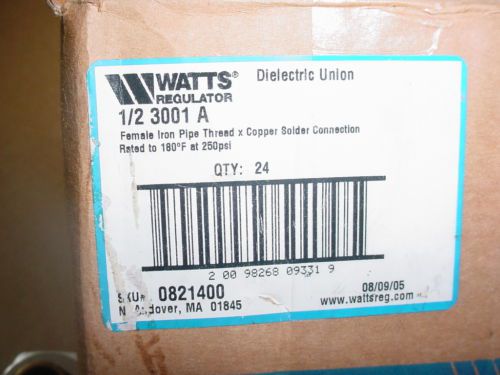 WATTS® Dielectric Union
REGULATOR
1/2 3001 A
Female Iron Pipe Thread x Copper Solder Connection
Rated to 180°F at 250psi
QTY: 24
2 00 98268 09331 9
SKU#: 0821400 08/09/05
N. Andover, MA 01845 www.wattsreg.com